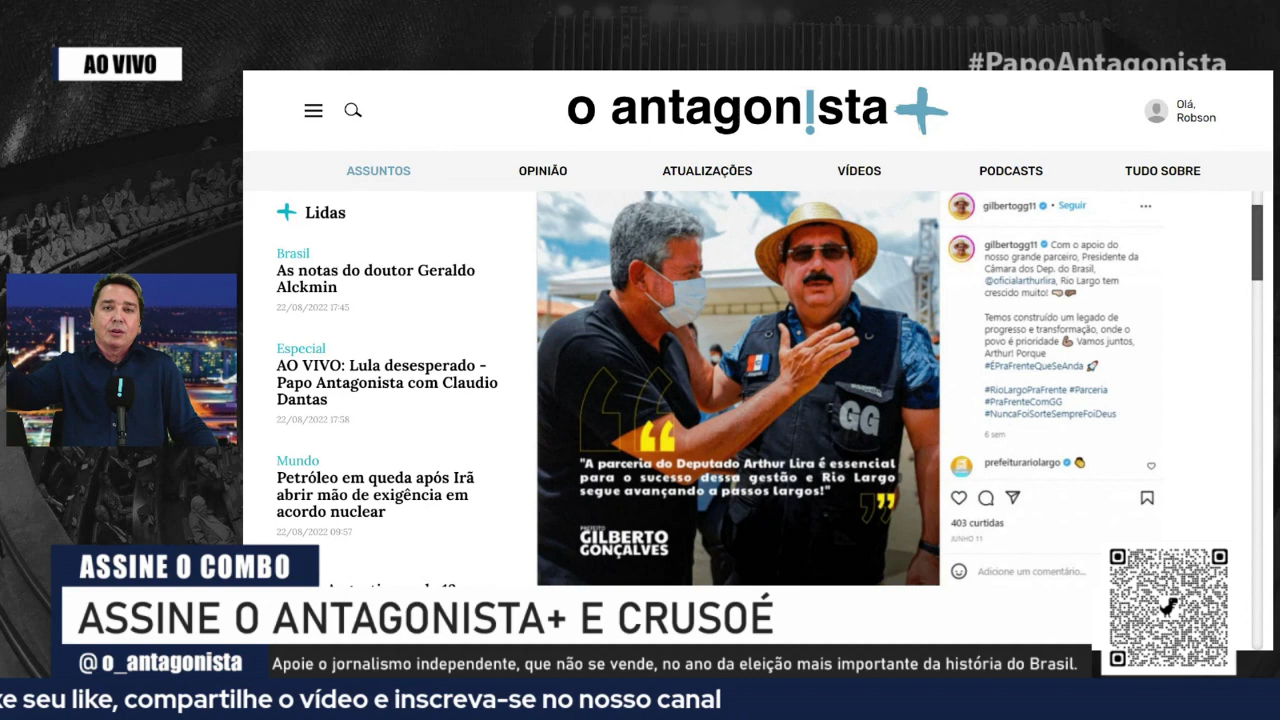 AO VIVO
#PapoAntagonista
o antagon!sta+
Olá,
Robson
ASSUNTOS
OPINIÃO
ATUALIZAÇÕES
VÍDEOS
PODCASTS
TUDO SOBRE
Lidas
Brasil
As notas do doutor Geraldo
Alckmin
22/08/2022 17:45
Especial
AO VIVO: Lula desesperado -
Papo Antagonista com Claudio
Dantas
22/08/2022 17:58
Mundo
Petróleo em queda após Irã
abrir mão de exigência em
acordo nuclear
22/08/2022 09:57
GG
"A parceria do Deputado Arthur Lira é essencial
para o sucesso dessa gestão e Rio Largo
segue avançando a passos largos!"
PREFEITO
GILBERTO
GONÇALVES
gilbertogg11 • Seguir
gilbertogg11 Com o apoio do
nosso grande parceiro, Presidente da
Câmara dos Dep. do Brasil,
@oficialarthurlira, Rio Largo tem
crescido muito!
Temos construído um legado de
progresso e transformação, onde o
povo é prioridade Vamos juntos,
Arthur! Porque
#ÉPraFrenteQueSeAnda
#RioLargoPraFrente #Parceria
#PraFrenteComGG
#NuncaFoiSorteSempreFoiDeus
6 sem
prefeiturariolargo
403 curtidas
JUNHO 11
Adicione um comentário...
ASSINE O COMBO
ASSINE O ANTAGONISTA+ E CRUSOÉ
@o_antagonista
Apoie o jornalismo independente, que não se vende, no ano da eleição mais importante da história do Brasil.
xe seu like, compartilhe o vídeo e inscreva-se no nosso canal